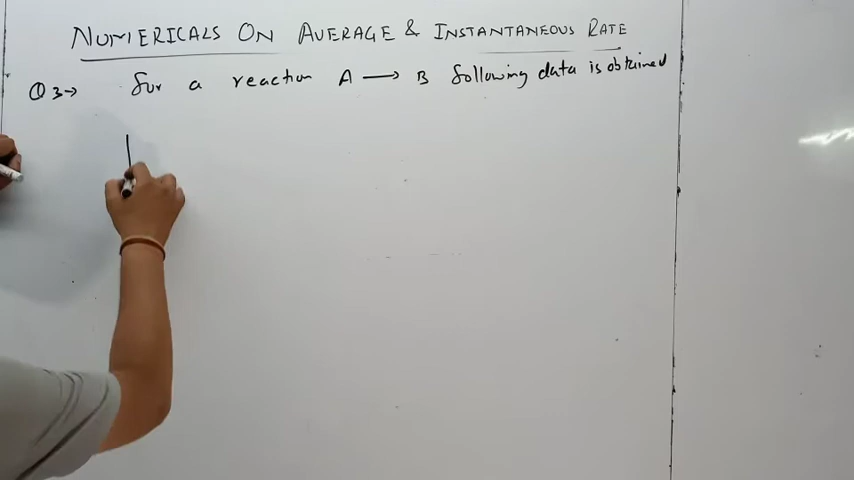 NUMERICALS ON AVERAGE & INSTANTANEOUS RATE
Q3→ For a reaction A → B following data is obtained